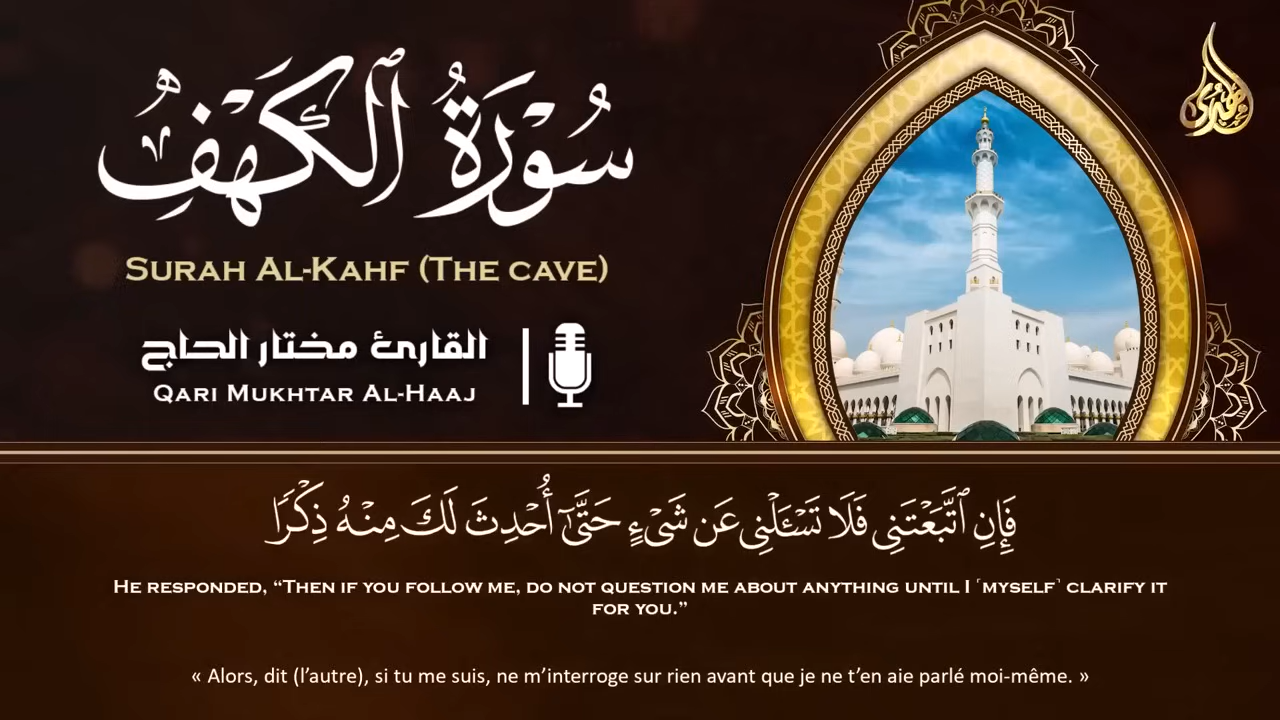 سُورَةُ ٱلْكَهْفِ
SURAH AL-KAHF (THE CAVE)
القارئ مختار الحاج
QARI MUKHTAR AL-HAAJ
فَإِنِ ٱتَّبَعْتَنِى فَلَا تَسْـَٔلْنِى عَن شَىْءٍ حَتَّىٰٓ أُحْدِثَ لَكَ مِنْهُ ذِكْرًا
HE RESPONDED, “THEN IF YOU FOLLOW ME, DO NOT QUESTION ME ABOUT ANYTHING UNTIL I ˹MYSELF˺ CLARIFY IT
FOR YOU.”
« Alors, dit (l’autre), si tu me suis, ne m’interroge sur rien avant que je ne t’en aie parlé moi-même. »